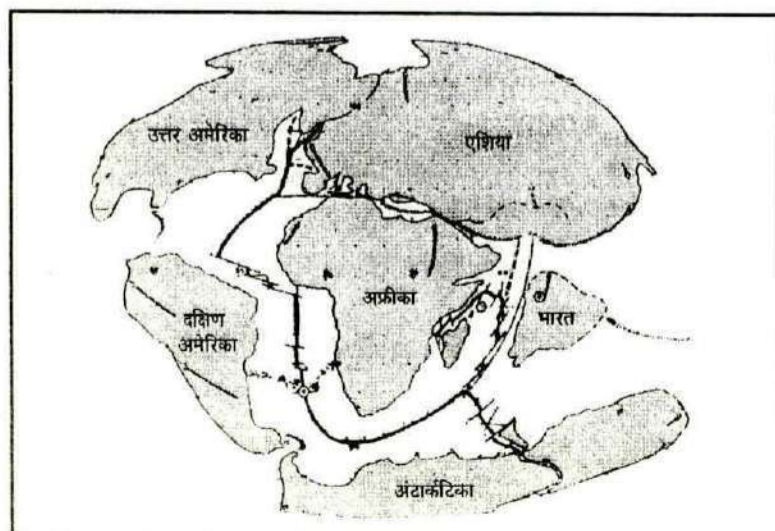 उत्तर अमेरिका
एशिया
अफ्रीका
भारत
दक्षिण
अमेरिका
अंटार्कटिका